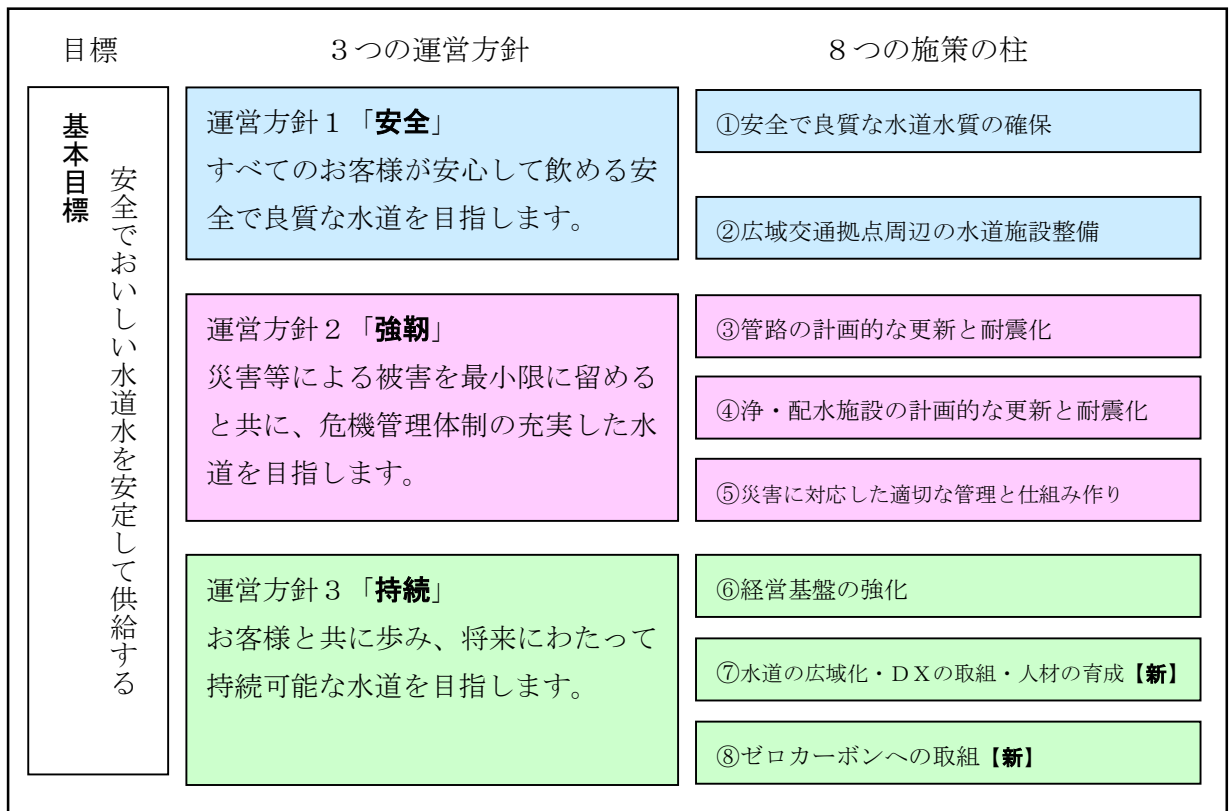 目標
３つの運営方針
８つの施策の柱
基本目標
安全でおいしい水道水を安定して供給する
運営方針１「安全」
すべてのお客様が安心して飲める安
全で良質な水道を目指します。
①安全で良質な水道水質の確保
②広域交通拠点周辺の水道施設整備
運営方針２「強靭」
災害等による被害を最小限に留める
と共に、危機管理体制の充実した水
道を目指します。
③管路の計画的な更新と耐震化
④浄・配水施設の計画的な更新と耐震化
⑤災害に対応した適切な管理と仕組み作り
運営方針３「持続」
お客様と共に歩み、将来にわたって
持続可能な水道を目指します。
⑥経営基盤の強化
⑦水道の広域化・ＤＸの取組・人材の育成【新】
⑧ゼロカーボンへの取組【新】